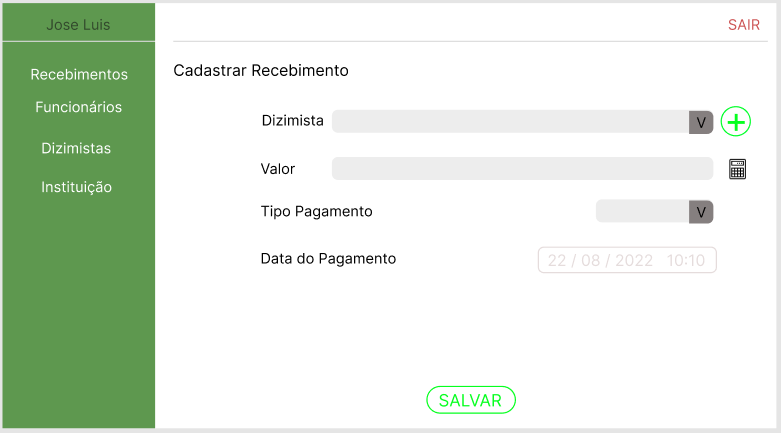 Jose Luis
SAIR
Recebimentos
Funcionários
Dizimistas
Instituição
Cadastrar Recebimento
Dizimista V
Valor
Tipo Pagamento V
Data do Pagamento 22 / 08 / 2022 10:10
SALVAR